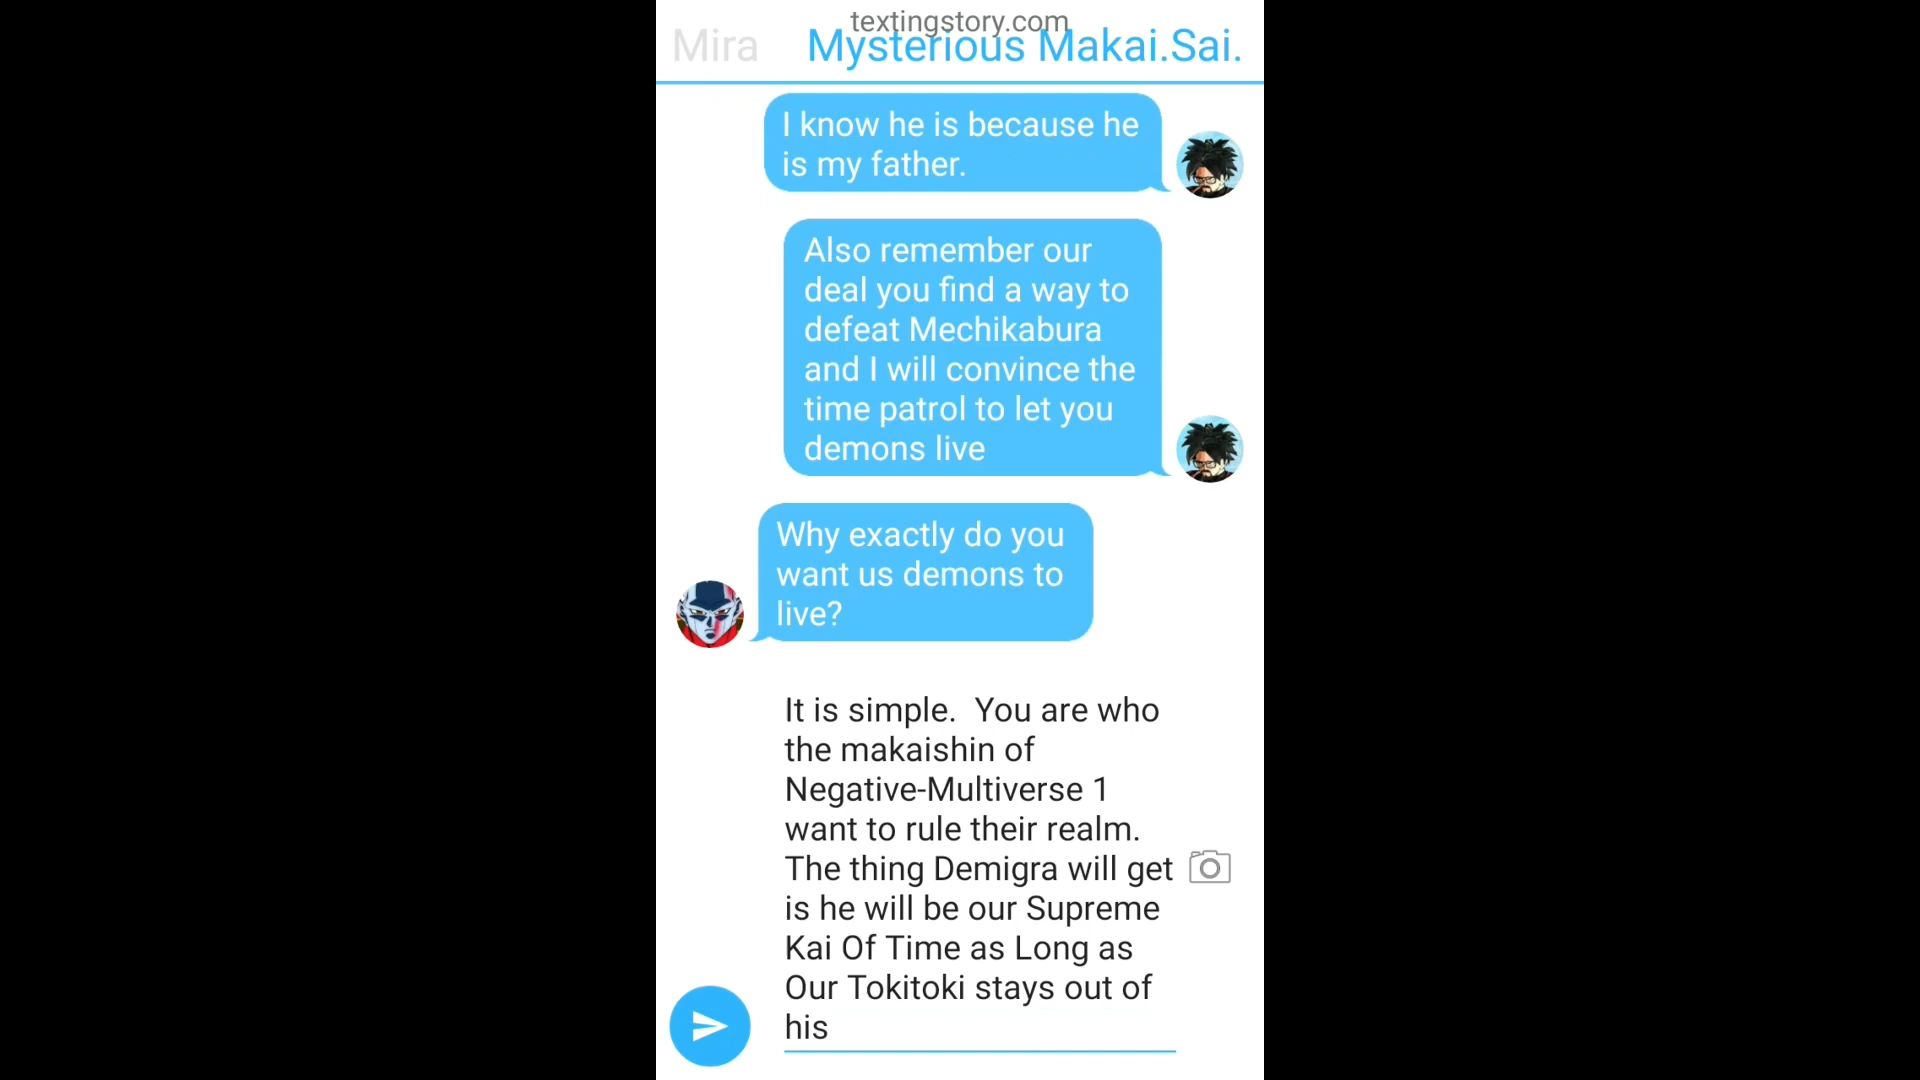 textingstory.com
Mira Mysterious Makai.Sai.
I know he is because he
is my father.
Also remember our
deal you find a way to
defeat Mechikabura
and I will convince the
time patrol to let you
demons live
Why exactly do you
want us demons to
live?
It is simple.  You are who
the makaishin of
Negative-Multiverse 1
want to rule their realm.
The thing Demigra will get
is he will be our Supreme
Kai Of Time as Long as
Our Tokitoki stays out of
his